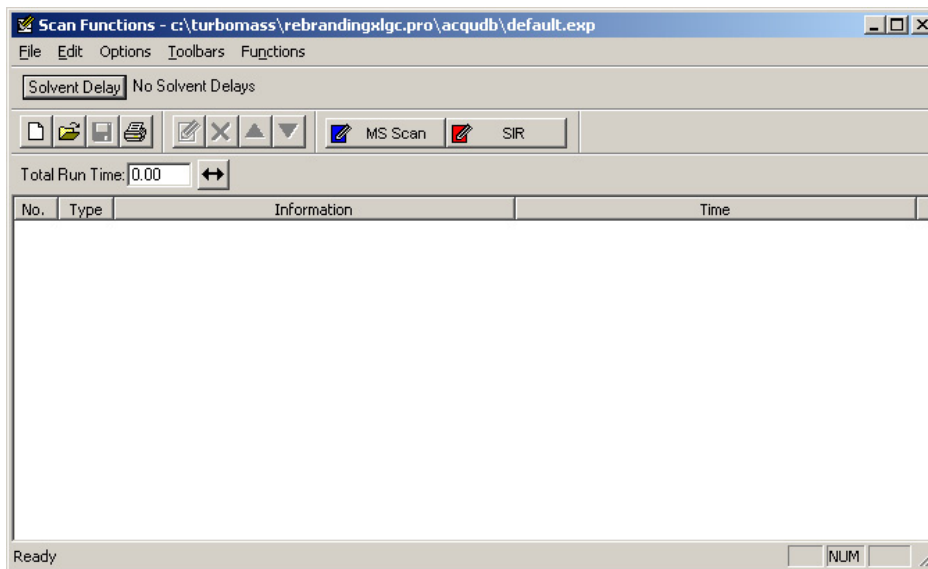 Scan Functions - c:\turbomass\rebrandingxlgc.pro\acqudb\default.exp
File Edit Options Toolbars Functions
Solvent Delay No Solvent Delays
MS Scan SIR
Total Run Time: 0.00
No. Type Information Time
Ready NUM